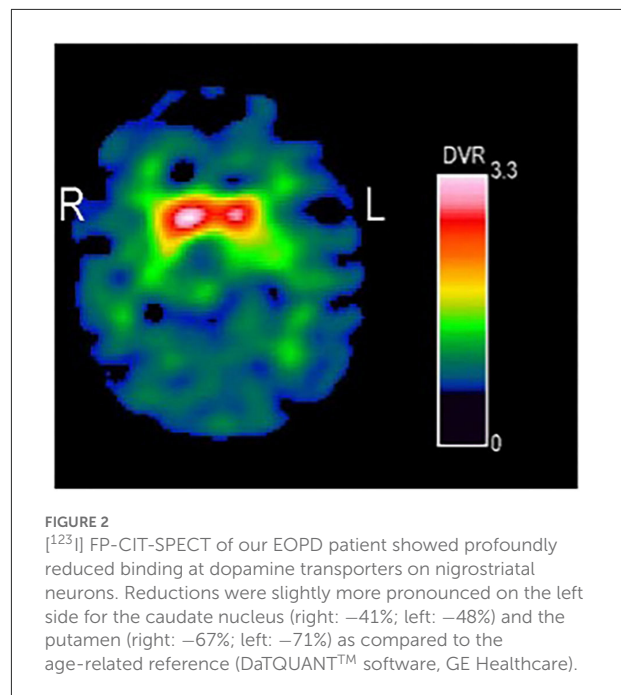 DVR
3.3
R
L
0
FIGURE 2
[¹²³I] FP-CIT-SPECT of our EOPD patient showed profoundly
reduced binding at dopamine transporters on nigrostriatal
neurons. Reductions were slightly more pronounced on the left
side for the caudate nucleus (right: −41%; left: −48%) and the
putamen (right: −67%; left: −71%) as compared to the
age-related reference (DaTQUANT™ software, GE Healthcare).